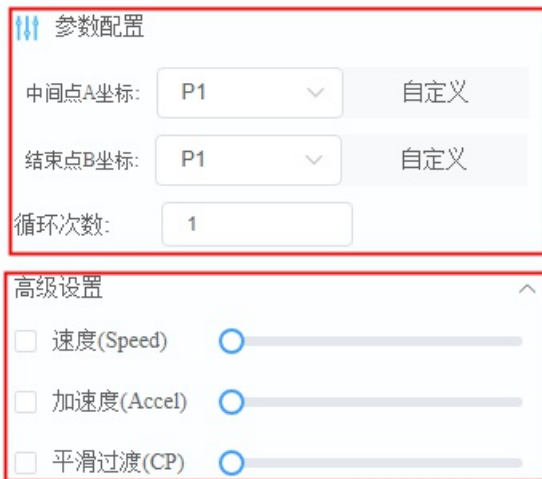 参数配置
中间点A坐标: P1 自定义
结束点B坐标: P1 自定义
循环次数: 1
高级设置
速度(Speed)
加速度(Accel)
平滑过渡(CP)